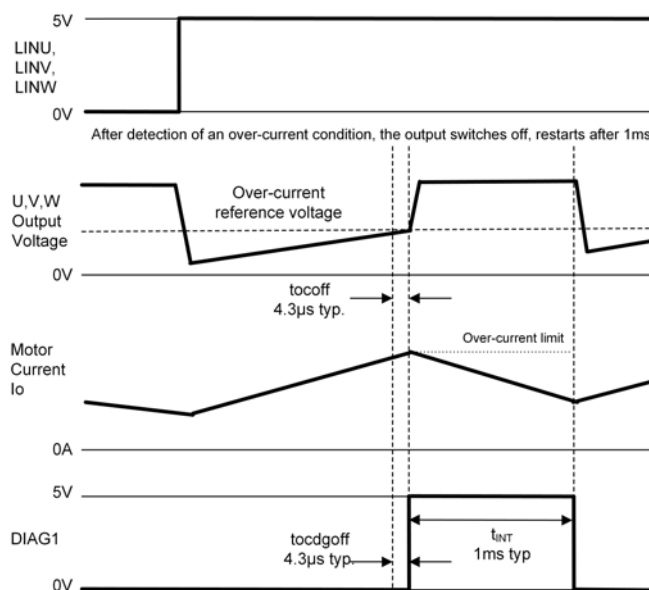 5V
LINU,
LINV,
LINW
0V
After detection of an over-current condition, the output switches off, restarts after 1ms
U,V,W
Output
Voltage
Over-current
reference voltage
0V
tocoff
4.3µs typ.
Motor
Current
Io
Over-current limit
0A
5V
DIAG1
tocdgoff
4.3µs typ.
tINT
1ms typ
0V